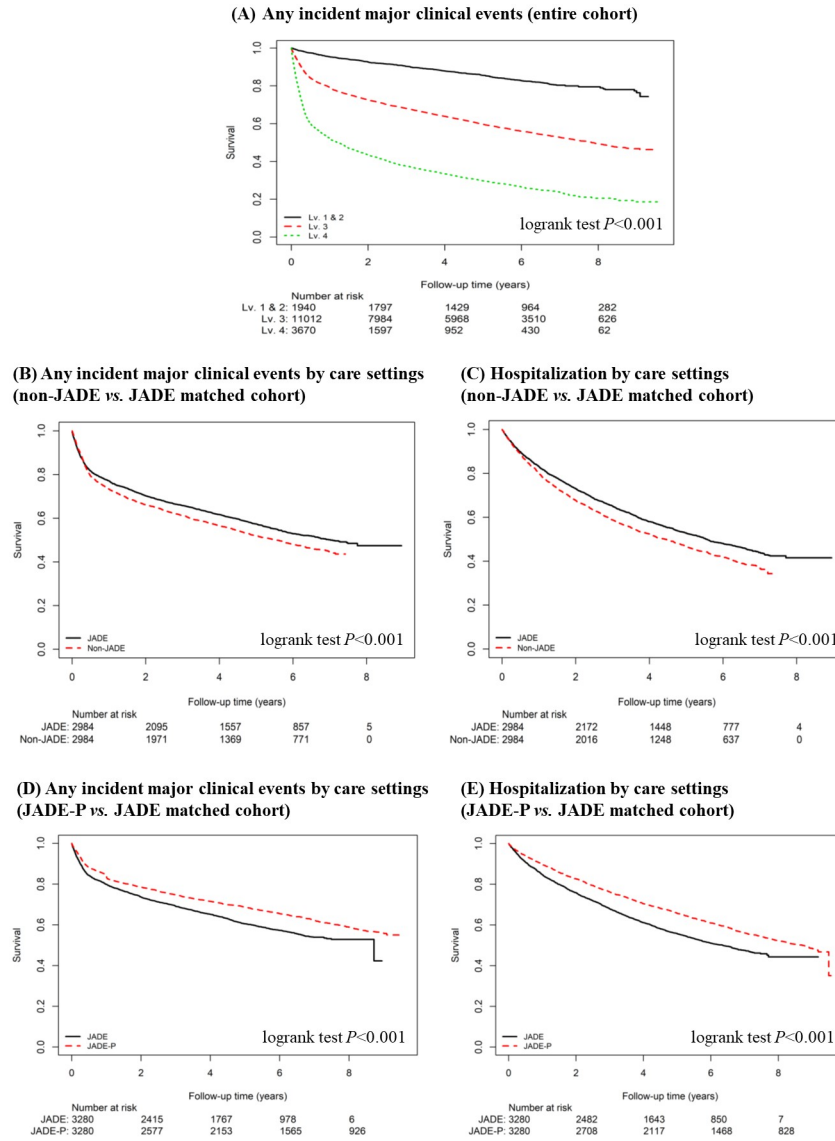 (A) Any incident major clinical events (entire cohort)
1.0
0.8
0.6
0.4
0.2
0.0
Survival
Lv. 1 & 2
Lv. 3
Lv. 4
logrank test P<0.001
0 2 4 6 8
Follow-up time (years)
Number at risk
Lv. 1 & 2: 1940 1797 1429 964 282
Lv. 3: 11012 7984 5968 3510 626
Lv. 4: 3670 1597 952 430 62
(B) Any incident major clinical events by care settings
(non-JADE vs. JADE matched cohort)
1.0
0.8
0.6
0.4
0.2
0.0
Survival
JADE
Non-JADE
logrank test P<0.001
0 2 4 6 8
Follow-up time (years)
Number at risk
JADE: 2984 2095 1557 857 5
Non-JADE: 2984 1971 1369 771 0
(C) Hospitalization by care settings
(non-JADE vs. JADE matched cohort)
1.0
0.8
0.6
0.4
0.2
0.0
Survival
JADE
Non-JADE
logrank test P<0.001
0 2 4 6 8
Follow-up time (years)
Number at risk
JADE: 2984 2172 1448 777 4
Non-JADE: 2984 2016 1248 637 0
(D) Any incident major clinical events by care settings
(JADE-P vs. JADE matched cohort)
1.0
0.8
0.6
0.4
0.2
0.0
Survival
JADE
JADE-P
logrank test P<0.001
0 2 4 6 8
Follow-up time (years)
Number at risk
JADE: 3280 2415 1767 978 6
JADE-P: 3280 2577 2153 1565 926
(E) Hospitalization by care settings
(JADE-P vs. JADE matched cohort)
1.0
0.8
0.6
0.4
0.2
0.0
Survival
JADE
JADE-P
logrank test P<0.001
0 2 4 6 8
Follow-up time (years)
Number at risk
JADE: 3280 2482 1643 850 7
JADE-P: 3280 2708 2117 1468 828